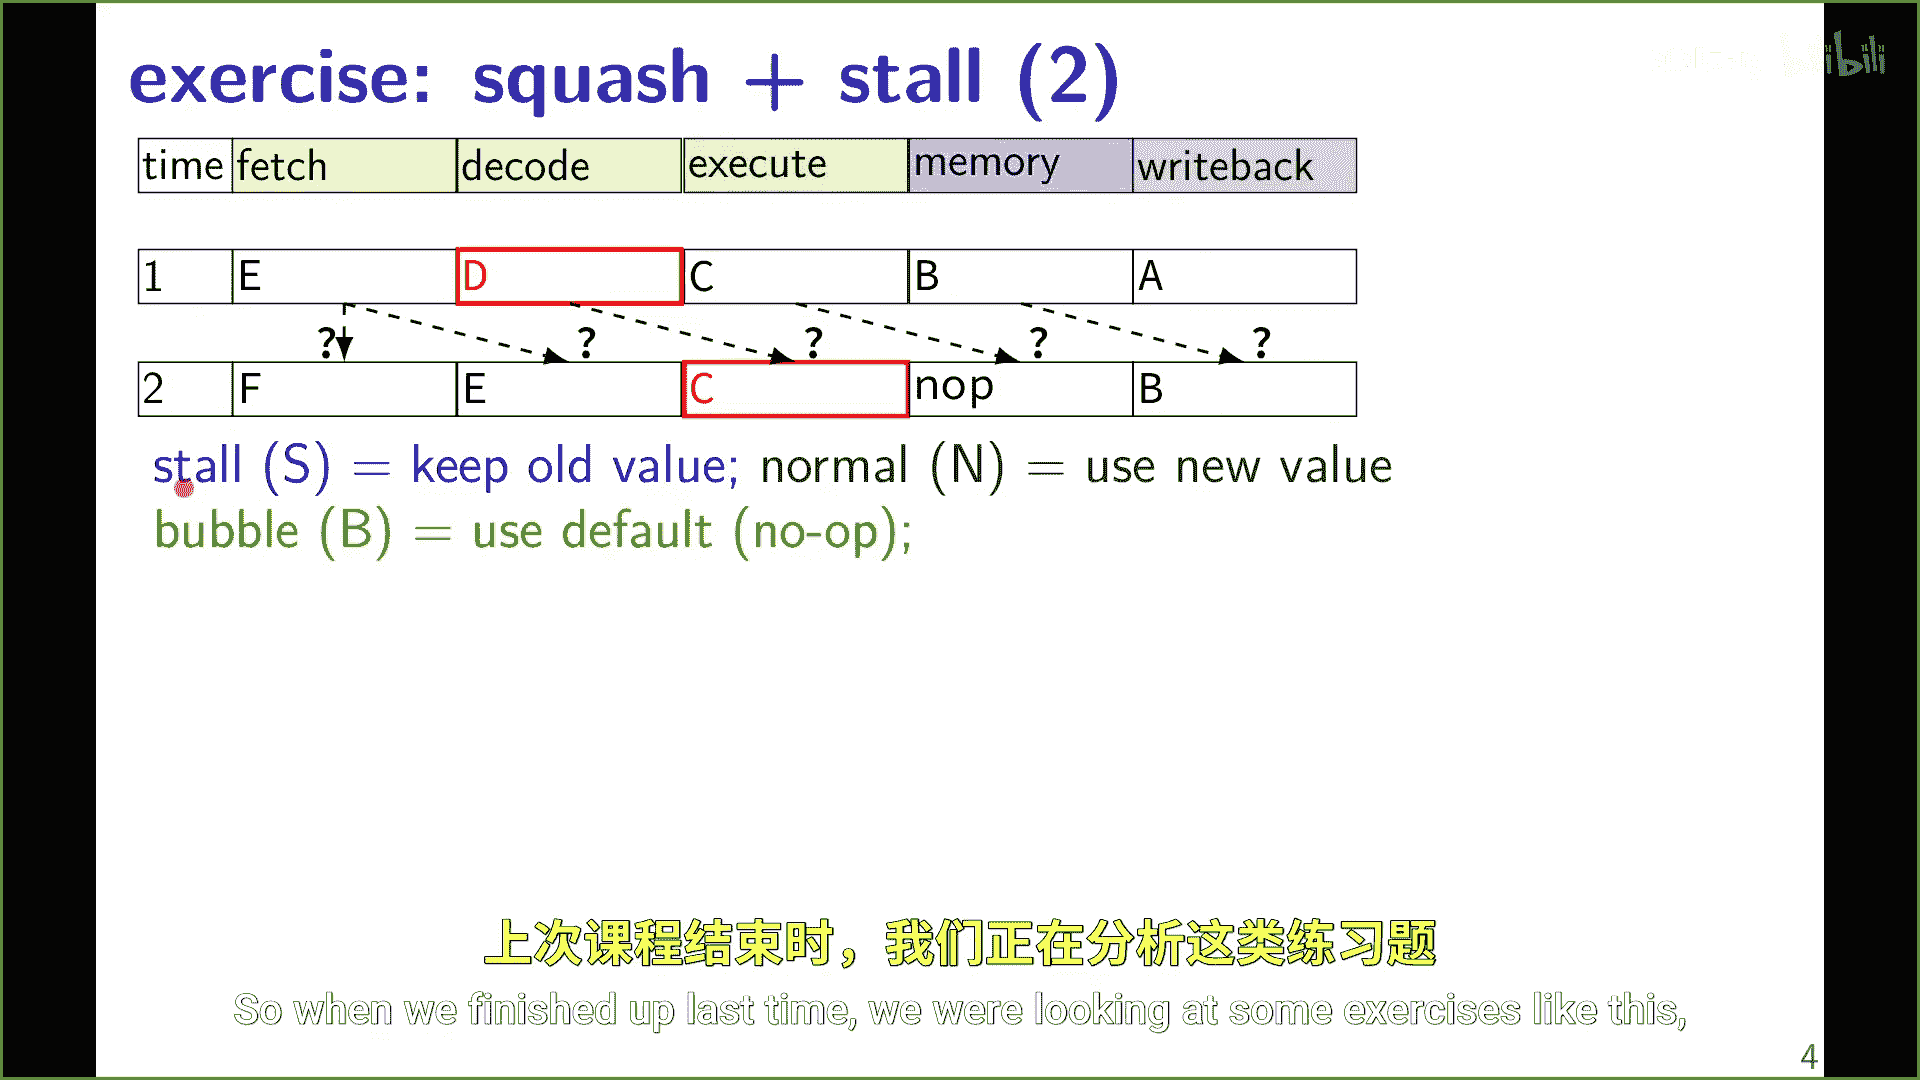 exercise: squash + stall (2)
time fetch decode execute memory writeback
1 E D C B A
? ? ? ? ?
2 F E C nop B
stall (S) = keep old value; normal (N) = use new value
bubble (B) = use default (no-op);
上次课程结束时，我们正在分析这类练习题
So when we finished up last time, we were looking at some exercises like this,
4